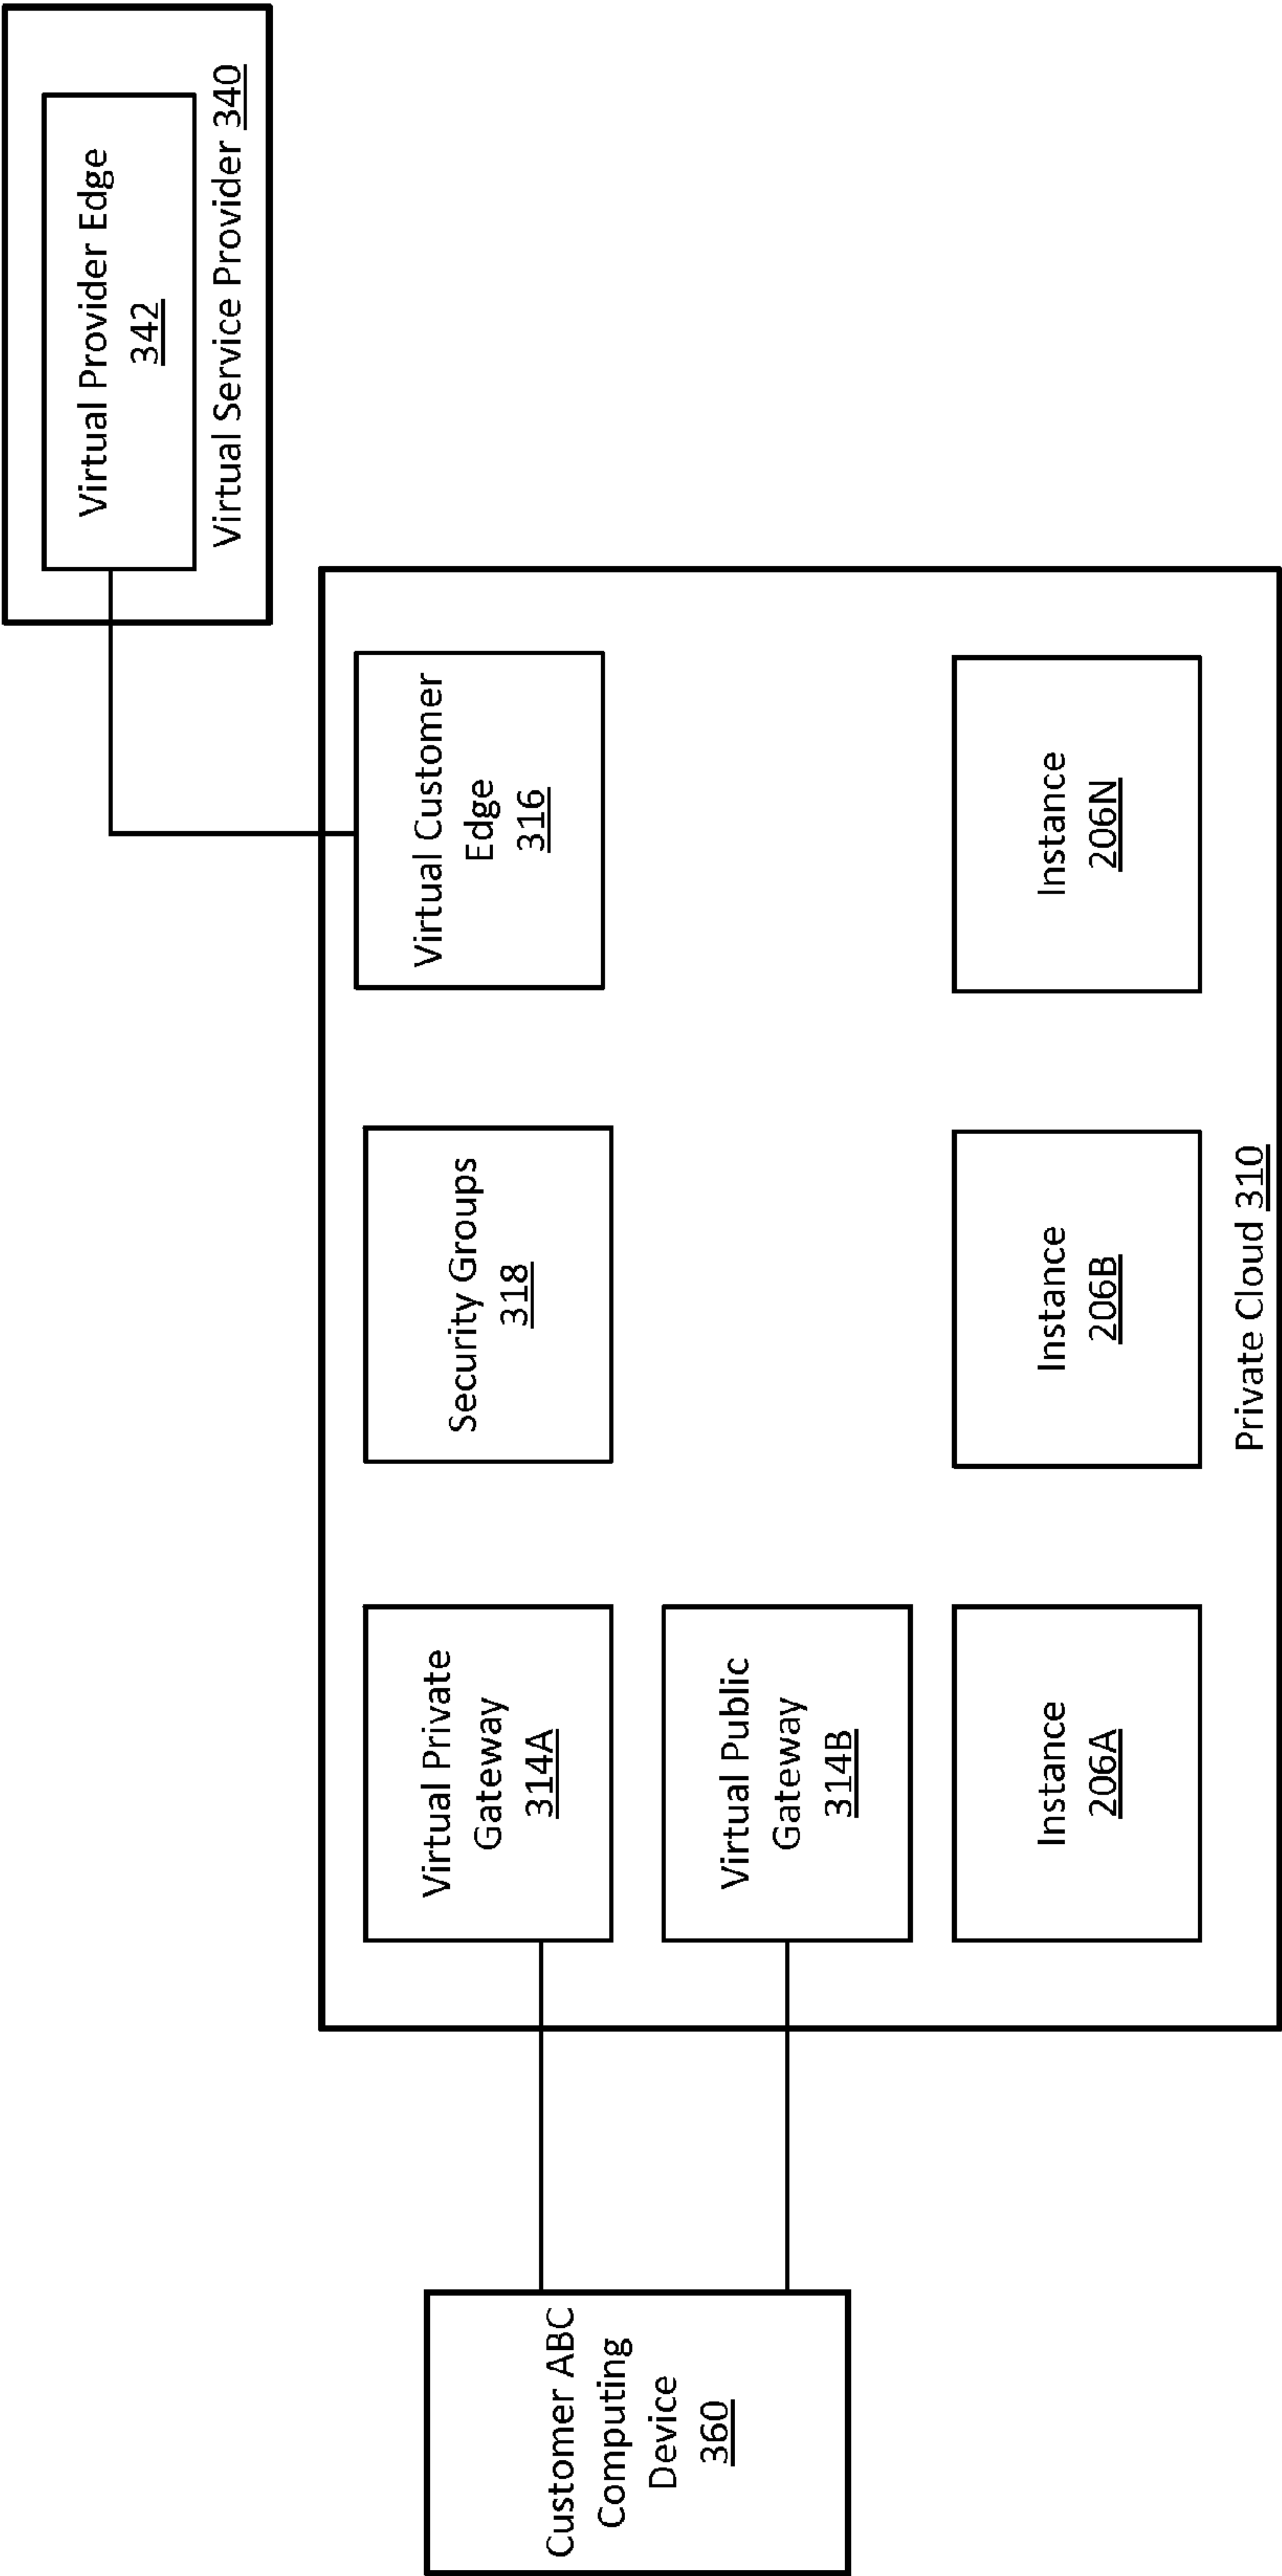 Virtual Provider Edge
342
Virtual Service Provider 340
Virtual Private
Gateway
314A
Security Groups
318
Virtual Customer
Edge
316
Customer ABC
Computing
Device
360
Virtual Public
Gateway
314B
Instance
206A
Instance
206B
Instance
206N
Private Cloud 310